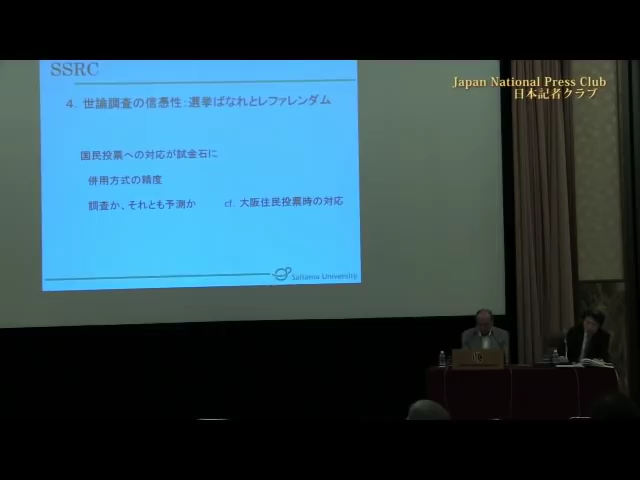 SSRC
Japan National Press Club
日本記者クラブ
4．世論調査の信憑性：選挙ばなれとレファレンダム
国民投票への対応が試金石に
併用方式の精度
調査か、それとも予測か　　cf. 大阪住民投票時の対応
Saitama University